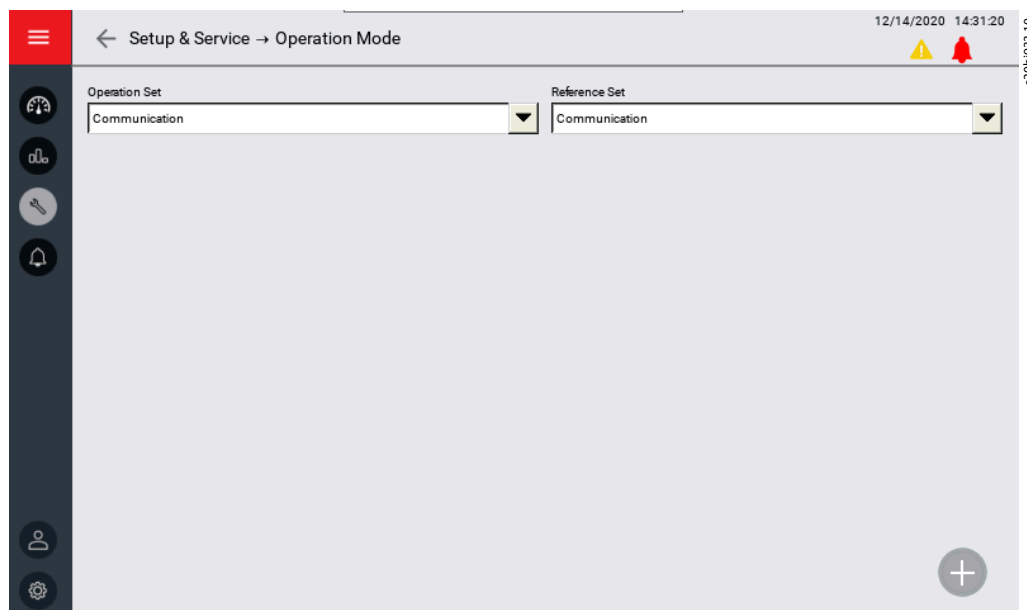 12/14/2020 14:31:20
Setup & Service → Operation Mode
Operation Set
Reference Set
Communication
Communication